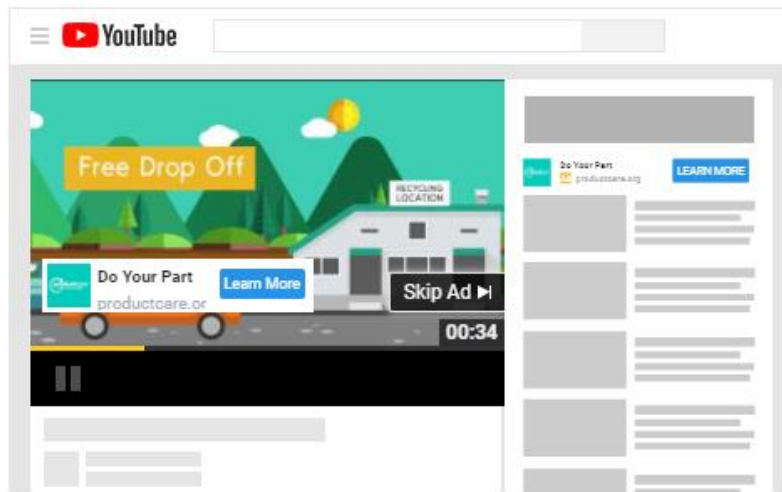 YouTube
Free Drop Off
RECYCLING
LOCATION
Do Your Part
productcare.or
Learn More
Skip Ad
00:34
Do Your Part
productcare.org
LEARN MORE